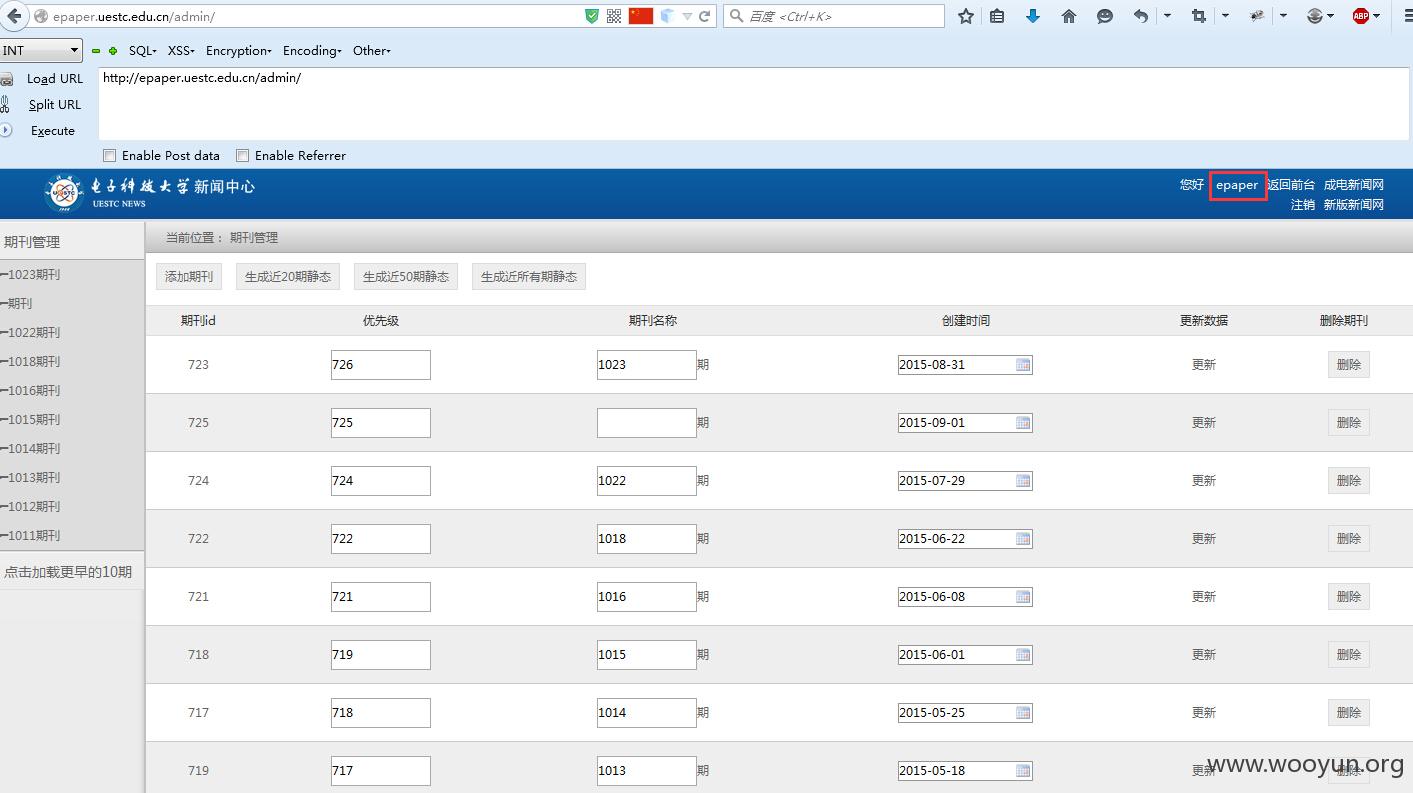 epaper.uestc.edu.cn/admin/
百度 <Ctrl+K>
ABP
INT
SQL
XSS
Encryption
Encoding
Other
Load URL
http://epaper.uestc.edu.cn/admin/
Split URL
Execute
Enable Post data
Enable Referrer
电子科技大学 新闻中心
UESTC NEWS
您好 epaper 返回前台 成电新闻网
注销 新版新闻网
期刊管理
1023期刊
期刊
1022期刊
1018期刊
1016期刊
1015期刊
1014期刊
1013期刊
1012期刊
1011期刊
点击加载更早的10期
当前位置： 期刊管理
添加期刊 生成近20期静态 生成近50期静态 生成近所有期静态
期刊id 优先级 期刊名称 创建时间 更新数据 删除期刊
723 726 1023 期 2015-08-31 更新 删除
725 725 期 2015-09-01 更新 删除
724 724 1022 期 2015-07-29 更新 删除
722 722 1018 期 2015-06-22 更新 删除
721 721 1016 期 2015-06-08 更新 删除
718 719 1015 期 2015-06-01 更新 删除
717 718 1014 期 2015-05-25 更新 删除
719 717 1013 期 2015-05-18 更新 删除
www.wooyun.org